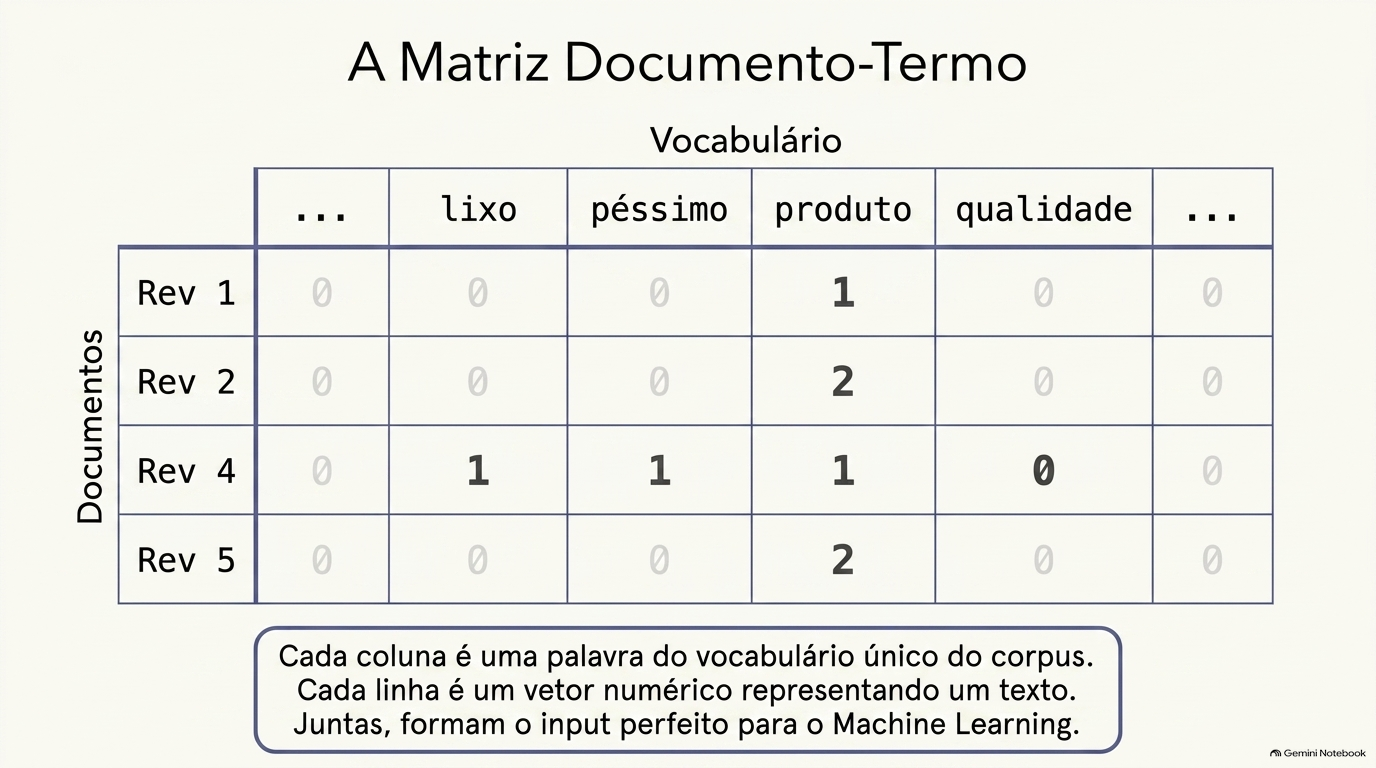 A Matriz Documento-Termo
Vocabulário
... lixo péssimo produto qualidade ...
Documentos
Rev 1 0 0 0 1 0 0
Rev 2 0 0 0 2 0 0
Rev 4 0 1 1 1 0 0
Rev 5 0 0 0 2 0 0
Cada coluna é uma palavra do vocabulário único do corpus.
Cada linha é um vetor numérico representando um texto.
Juntas, formam o input perfeito para o Machine Learning.
Gemini Notebook